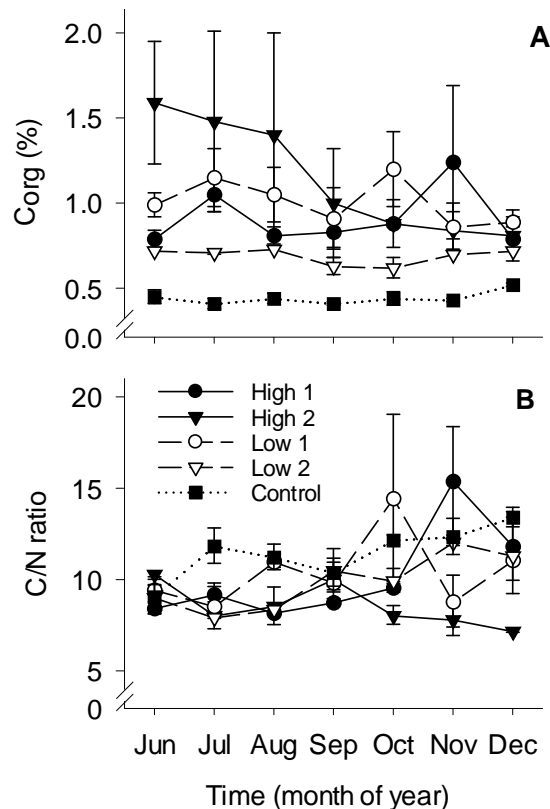 A
2.0
1.5
1.0
0.5
0.0
Corg (%)
B
High 1
High 2
Low 1
Low 2
Control
20
15
10
5
0
C/N ratio
Jun Jul Aug Sep Oct Nov Dec
Time (month of year)